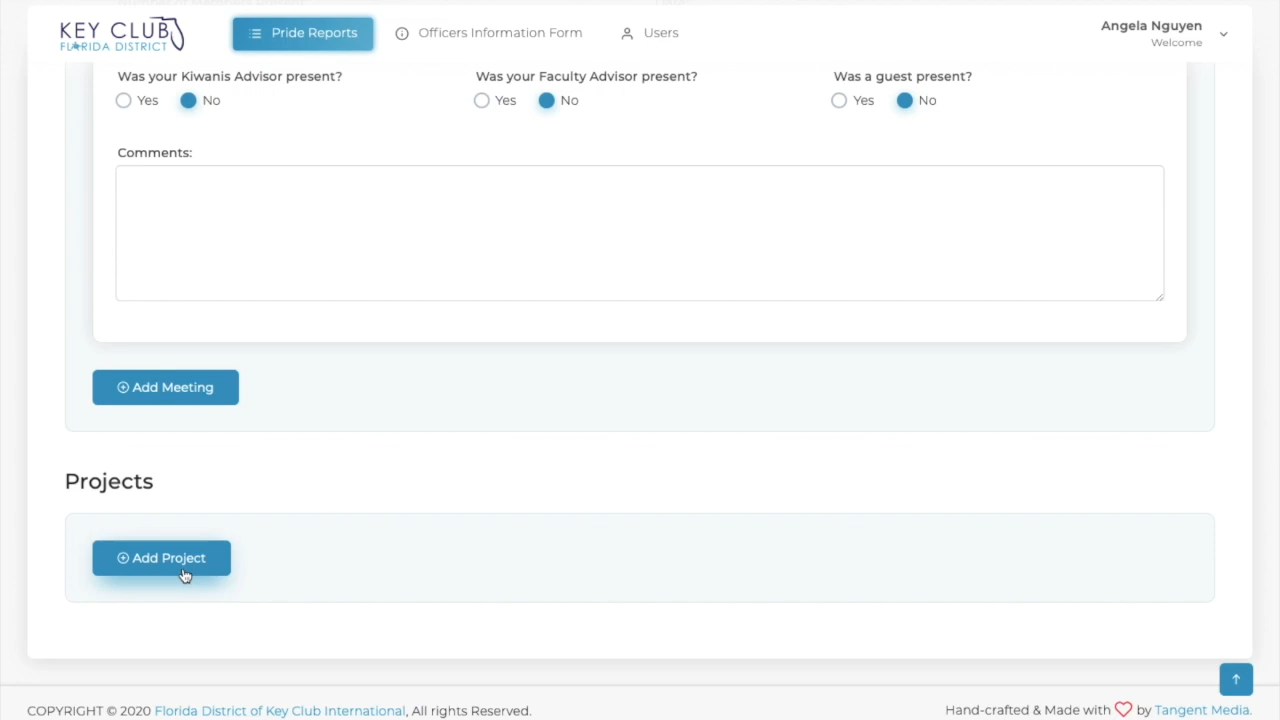 KEY CLUB
FLORIDA DISTRICT
Pride Reports
Officers Information Form
Users
Angela Nguyen
Welcome
Was your Kiwanis Advisor present?
Was your Faculty Advisor present?
Was a guest present?
Yes No
Yes No
Yes No
Comments:
Add Meeting
Projects
Add Project
COPYRIGHT © 2020 Florida District of Key Club International, All rights Reserved.
Hand-crafted & Made with by Tangent Media.